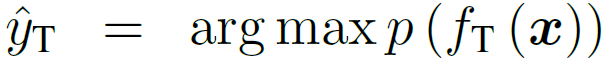 ŷ_T = arg max p (f_T (x))